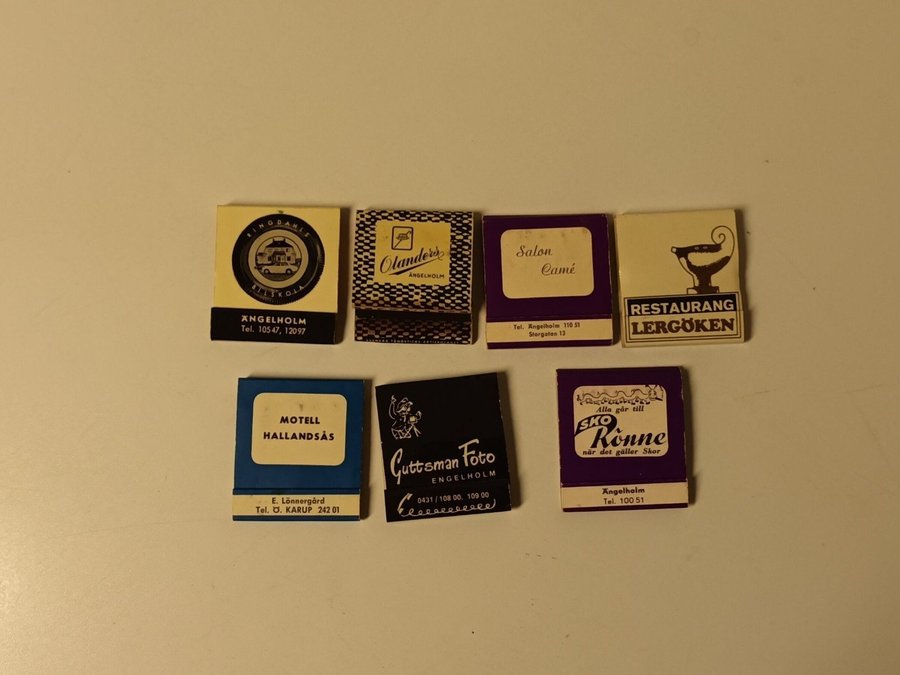 RINGDAHLS
BILSKOLA
ÄNGELHOLM
Tel. 10547, 12097
Olanders
ÄNGELHOLM
Salon
Camé
Tel. Ängelholm 110 51
Storgatan 13
RESTAURANG
LERGÖKEN
MOTELL
HALLANDSÅS
E. Lönnergård
Tel. Ö. KARUP 242 01
Guttsman Foto
ENGELHOLM
0431/108 00, 109 00
Alla går till
SKO
Rönne
när det gäller Skor
Ängelholm
Tel. 100 51